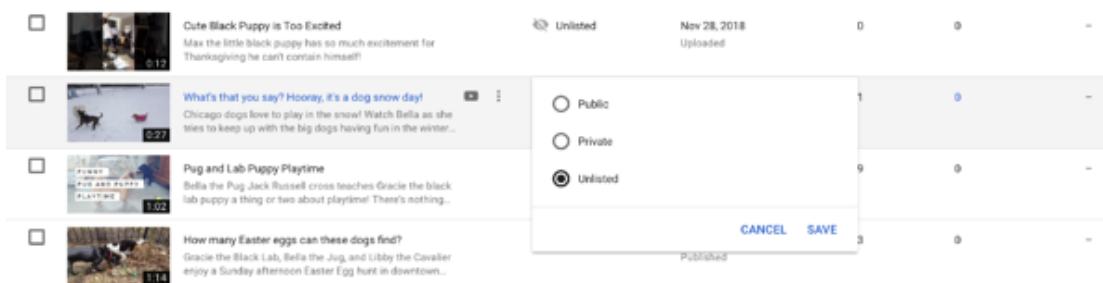 Cute Black Puppy is Too Excited
Max the little black puppy has so much excitement for
Thanksgiving he can't contain himself!
0:12
Unlisted
Nov 28, 2018
Uploaded
0
0
–
What's that you say? Hooray, it's a dog snow day!
Chicago dogs love to play in the snow! Watch Bella as she
tries to keep up with the big dogs having fun in the winter...
0:27
Public
Private
Unlisted
CANCEL SAVE
1
0
–
Pug and Lab Puppy Playtime
Bella the Pug Jack Russell cross teaches Gracie the black
lab puppy a thing or two about playtime! There's nothing...
FUNNY
PUG AND PUPPY
PLAYTIME
1:02
9
0
–
How many Easter eggs can these dogs find?
Gracie the Black Lab, Bella the Jug, and Libby the Cavalier
enjoy a Sunday afternoon Easter Egg hunt in downtown...
1:14
Published
3
0
–